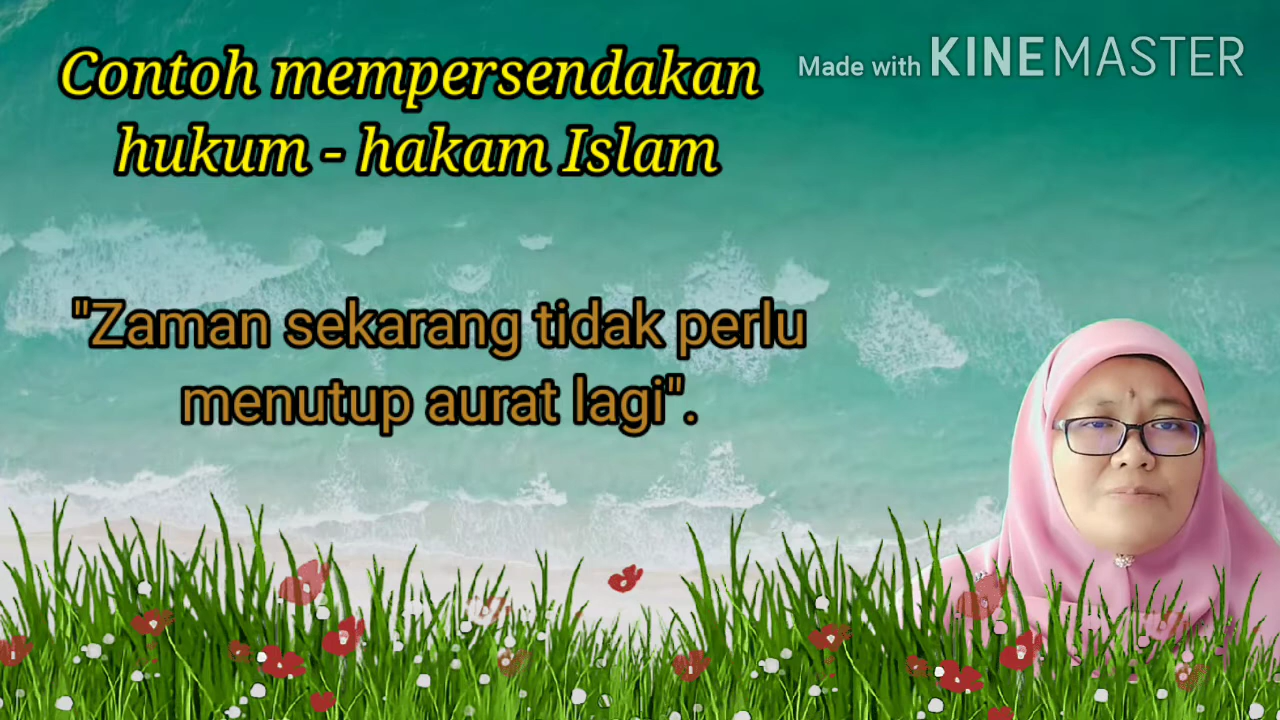 Contoh mempersendakan
hukum - hakam Islam
Made with KINEMASTER
"Zaman sekarang tidak perlu
menutup aurat lagi".